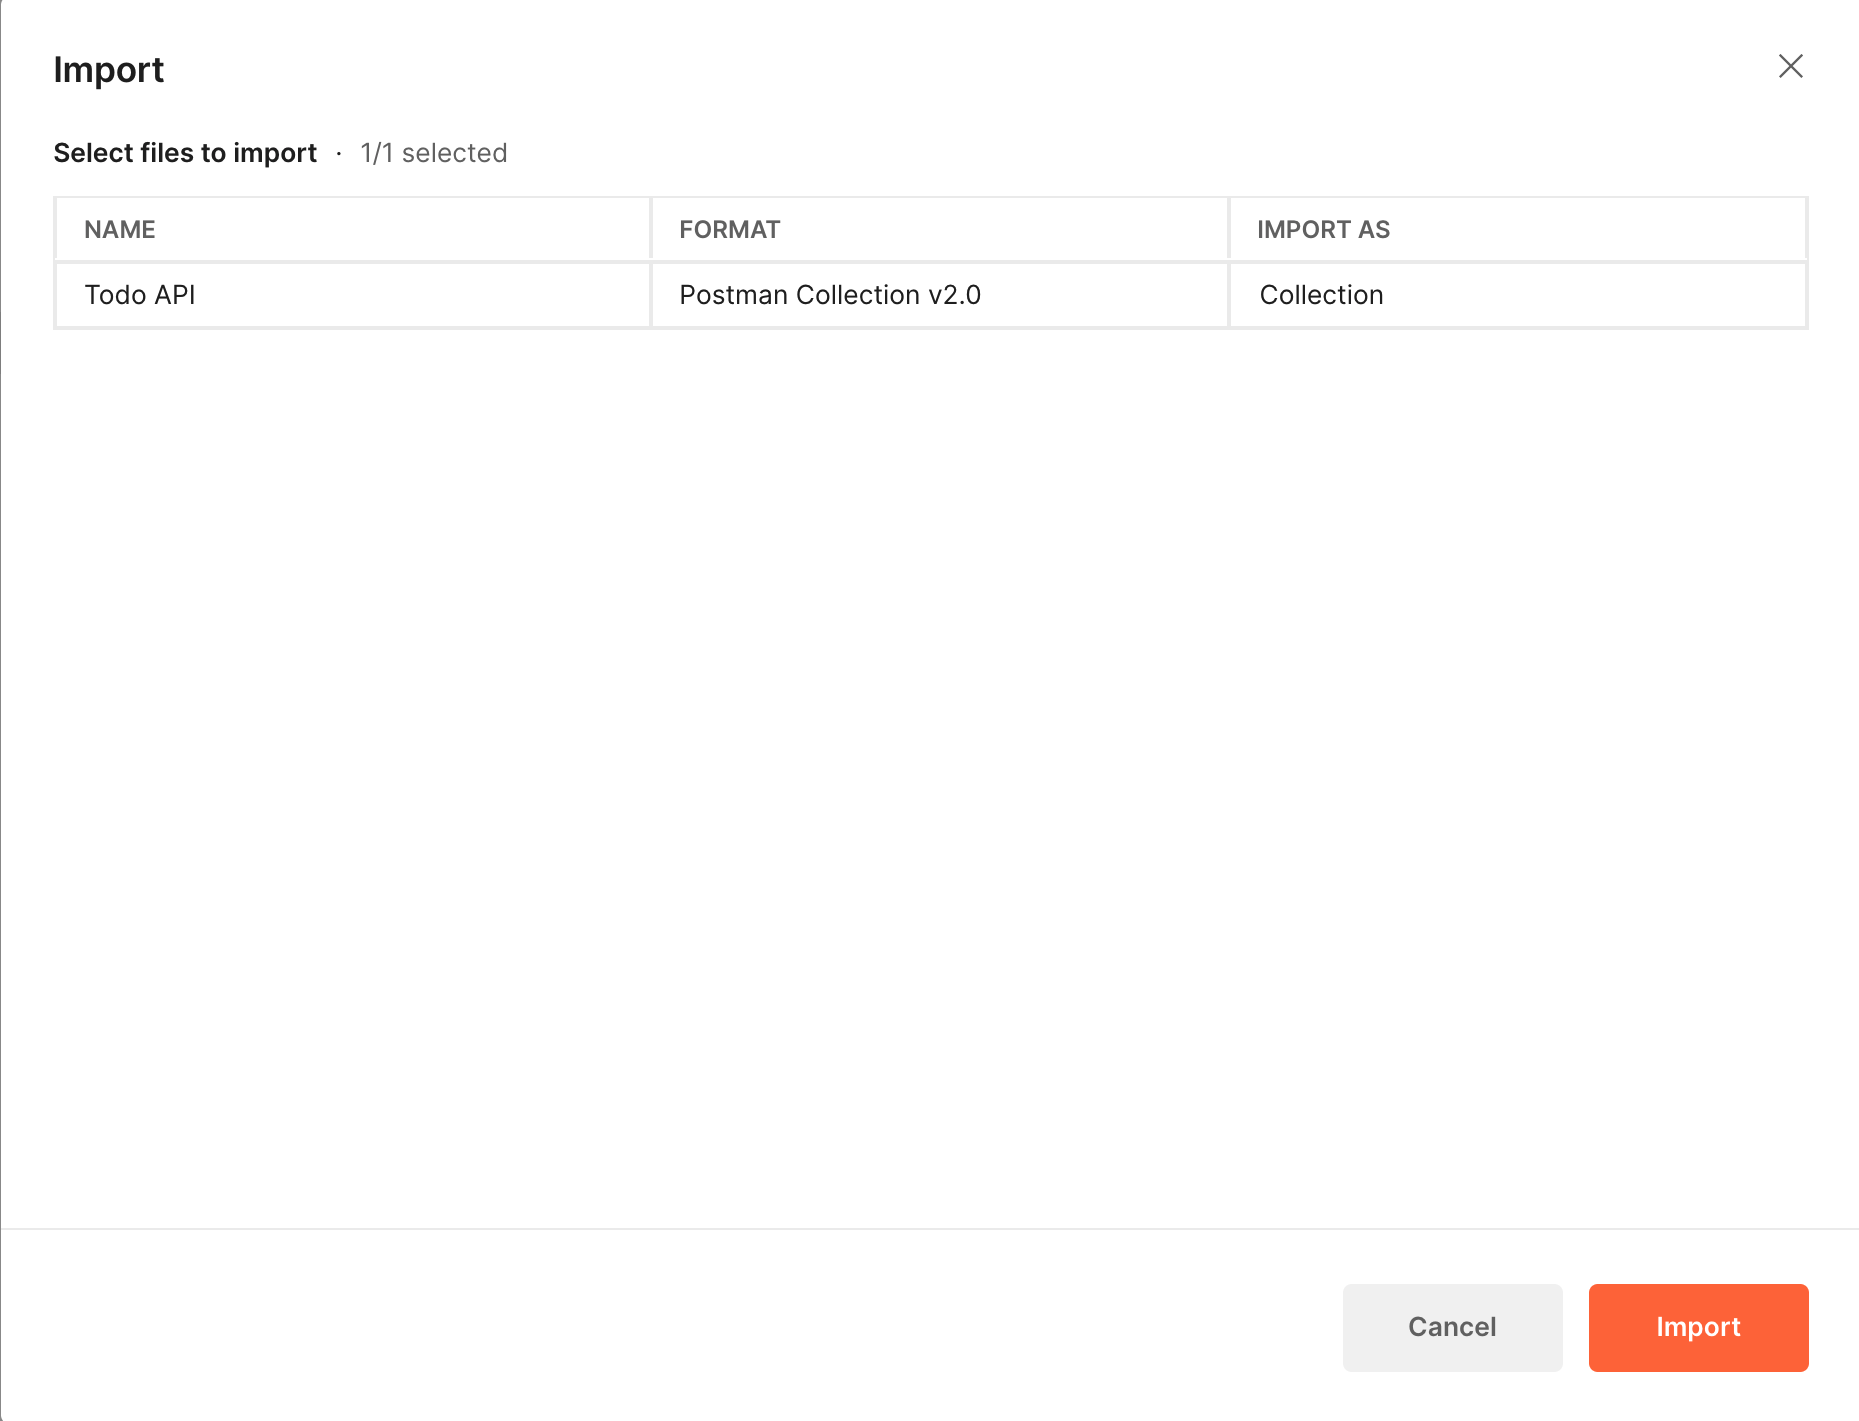 Import
Select files to import · 1/1 selected
NAME FORMAT IMPORT AS
Todo API Postman Collection v2.0 Collection
Cancel Import